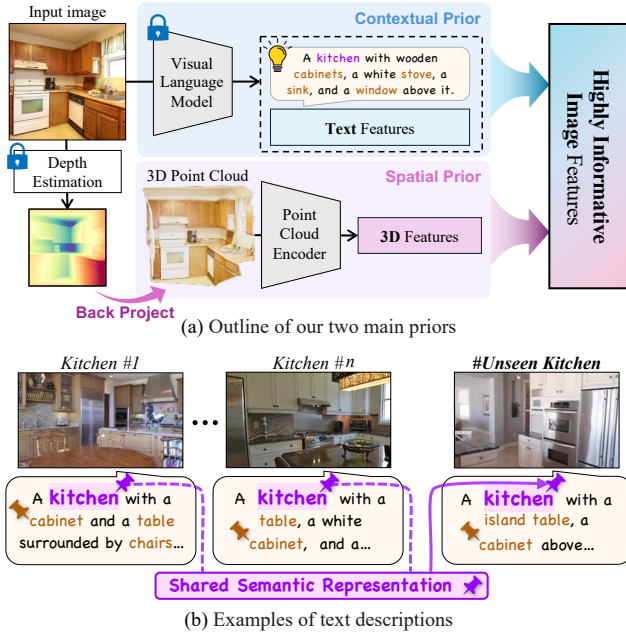 Input image
Contextual Prior
Visual
Language
Model
A kitchen with wooden
cabinets, a white stove, a
sink, and a window above it.
Text Features
Depth
Estimation
Spatial Prior
3D Point Cloud
Point
Cloud
Encoder
3D Features
Highly Informative
Image Features
Back Project
(a) Outline of our two main priors
Kitchen #1
Kitchen #n
#Unseen Kitchen
...
A kitchen with a
cabinet and a table
surrounded by chairs...
A kitchen with a
table, a white
cabinet, and a...
A kitchen with a
island table, a
cabinet above...
Shared Semantic Representation
(b) Examples of text descriptions